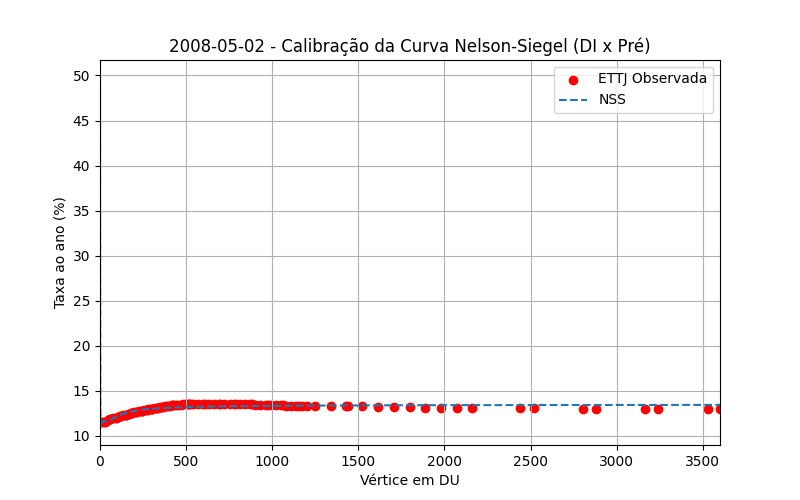 2008-05-02 - Calibração da Curva Nelson-Siegel (DI x Pré)
ETTJ Observada
NSS
Taxa ao ano (%)
50
45
40
35
30
25
20
15
10
0 500 1000 1500 2000 2500 3000 3500
Vértice em DU